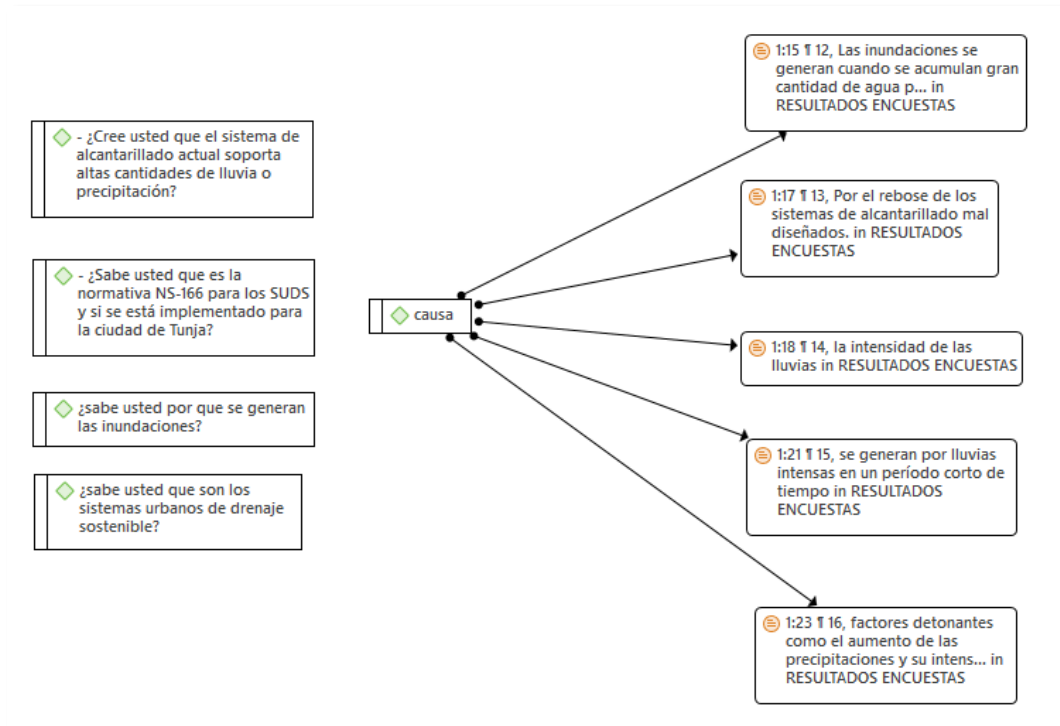 - ¿Cree usted que el sistema de
alcantarillado actual soporta
altas cantidades de lluvia o
precipitación?
- ¿Sabe usted que es la
normativa NS-166 para los SUDS
y si se está implementado para
la ciudad de Tunja?
¿sabe usted por que se generan
las inundaciones?
¿sabe usted que son los
sistemas urbanos de drenaje
sostenible?
causa
1:15 ¶ 12, Las inundaciones se
generan cuando se acumulan gran
cantidad de agua p... in
RESULTADOS ENCUESTAS
1:17 ¶ 13, Por el rebose de los
sistemas de alcantarillado mal
diseñados. in RESULTADOS
ENCUESTAS
1:18 ¶ 14, la intensidad de las
lluvias in RESULTADOS ENCUESTAS
1:21 ¶ 15, se generan por lluvias
intensas en un período corto de
tiempo in RESULTADOS
ENCUESTAS
1:23 ¶ 16, factores detonantes
como el aumento de las
precipitaciones y su intens... in
RESULTADOS ENCUESTAS